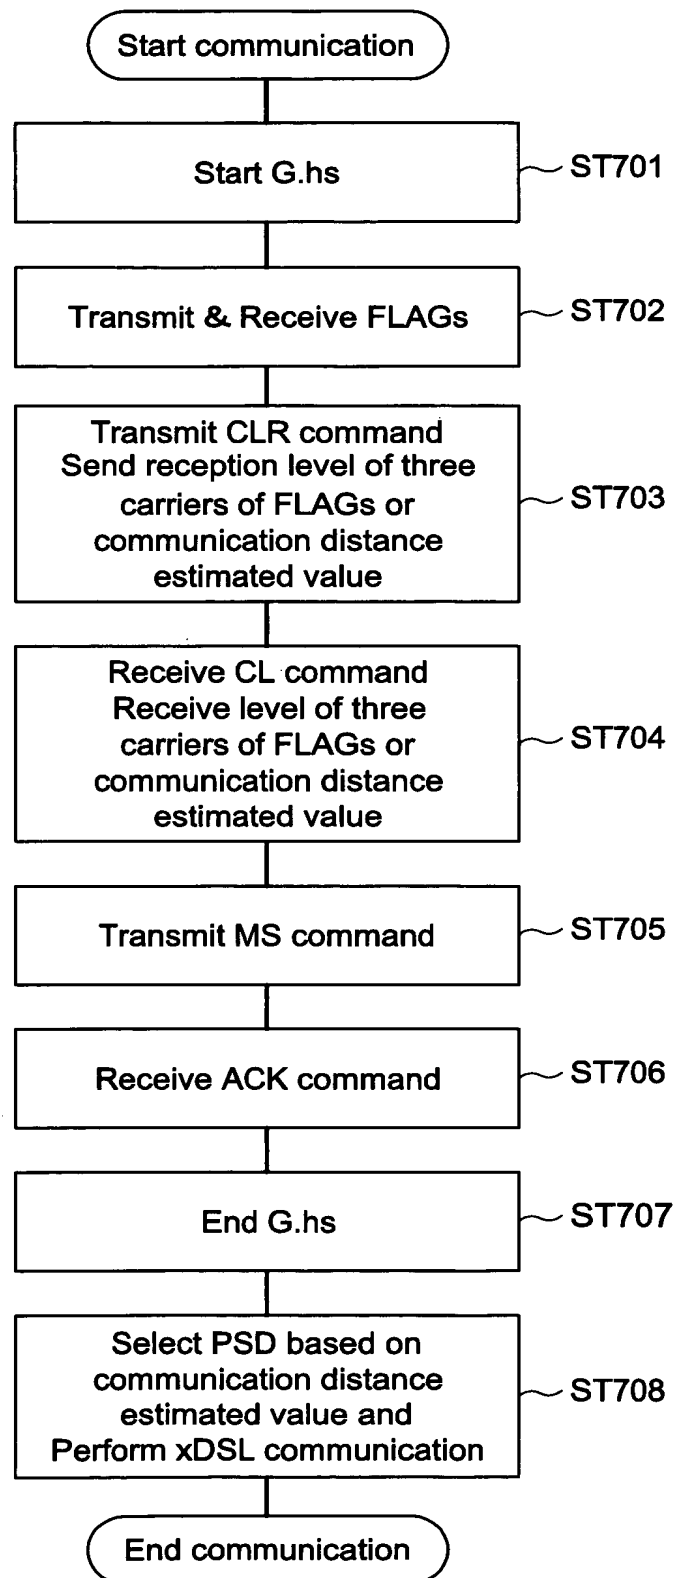 Start communication
Start G.hs
ST701
Transmit & Receive FLAGs
ST702
Transmit CLR command
Send reception level of three
carriers of FLAGs or
communication distance
estimated value
ST703
Receive CL command
Receive level of three
carriers of FLAGs or
communication distance
estimated value
ST704
Transmit MS command
ST705
Receive ACK command
ST706
End G.hs
ST707
Select PSD based on
communication distance
estimated value and
Perform xDSL communication
ST708
End communication